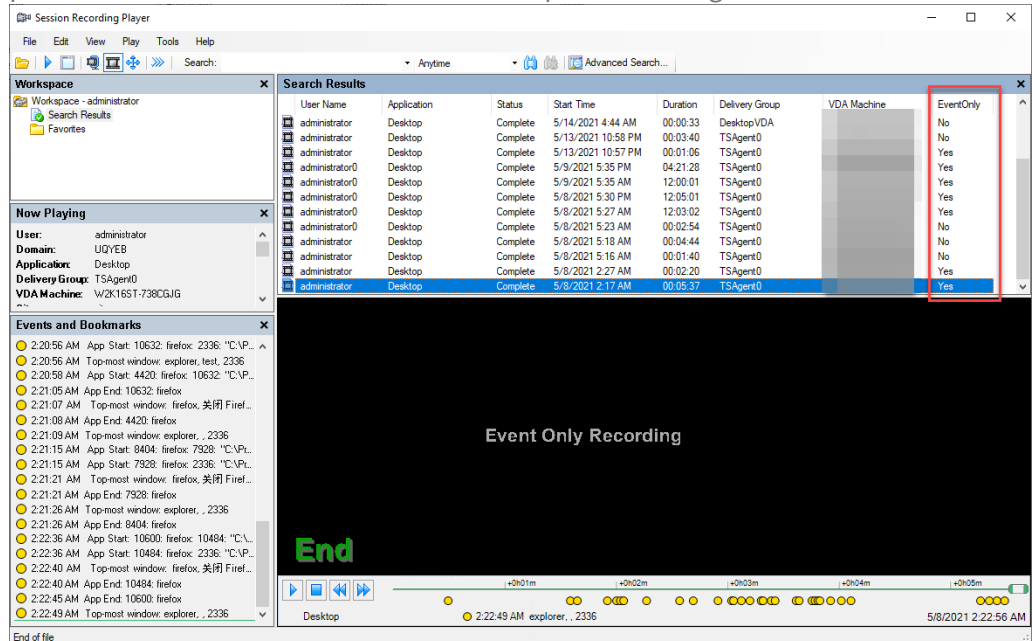 Session Recording Player
File Edit View Play Tools Help
Search: Anytime Advanced Search...
Workspace
Workspace - administrator
Search Results
Favorites
Now Playing
User: administrator
Domain: UQYEB
Application: Desktop
Delivery Group: TSAgent0
VDA Machine: W2K16ST-738CGJG
Events and Bookmarks
2:20:56 AM App Start: 10632: firefox: 2336: "C:\P...
2:20:56 AM Top-most window: explorer, test, 2336
2:20:58 AM App Start: 4420: firefox: 10632: "C:\P...
2:21:05 AM App End: 10632: firefox
2:21:07 AM Top-most window: firefox, 关闭 Firef...
2:21:08 AM App End: 4420: firefox
2:21:09 AM Top-most window: explorer, , 2336
2:21:15 AM App Start: 8404: firefox: 7928: "C:\Pr...
2:21:15 AM App Start: 7928: firefox: 2336: "C:\Pr...
2:21:21 AM Top-most window: firefox, 关闭 Firef...
2:21:21 AM App End: 7928: firefox
2:21:26 AM Top-most window: explorer, , 2336
2:21:26 AM App End: 8404: firefox
2:22:36 AM App Start: 10600: firefox: 10484: "C:\...
2:22:36 AM App Start: 10484: firefox: 2336: "C:\P...
2:22:40 AM Top-most window: firefox, 关闭 Firef...
2:22:40 AM App End: 10484: firefox
2:22:45 AM App End: 10600: firefox
2:22:49 AM Top-most window: explorer, , 2336
Search Results
User Name Application Status Start Time Duration Delivery Group VDA Machine EventOnly
administrator Desktop Complete 5/14/2021 4:44 AM 00:00:33 DesktopVDA No
administrator Desktop Complete 5/13/2021 10:58 PM 00:03:40 TSAgent0 No
administrator Desktop Complete 5/13/2021 10:57 PM 00:01:06 TSAgent0 Yes
administrator0 Desktop Complete 5/9/2021 5:35 PM 04:21:28 TSAgent0 Yes
administrator0 Desktop Complete 5/9/2021 5:35 AM 12:00:01 TSAgent0 Yes
administrator0 Desktop Complete 5/8/2021 5:30 PM 12:05:01 TSAgent0 Yes
administrator0 Desktop Complete 5/8/2021 5:27 AM 12:03:02 TSAgent0 Yes
administrator0 Desktop Complete 5/8/2021 5:23 AM 00:02:54 TSAgent0 No
administrator Desktop Complete 5/8/2021 5:18 AM 00:04:44 TSAgent0 No
administrator Desktop Complete 5/8/2021 5:16 AM 00:01:40 TSAgent0 No
administrator Desktop Complete 5/8/2021 2:27 AM 00:02:20 TSAgent0 Yes
administrator Desktop Complete 5/8/2021 2:17 AM 00:05:37 TSAgent0 Yes
Event Only Recording
End
+0h01m +0h02m +0h03m +0h04m +0h05m
Desktop 2:22:49 AM explorer, , 2336 5/8/2021 2:22:56 AM
End of file